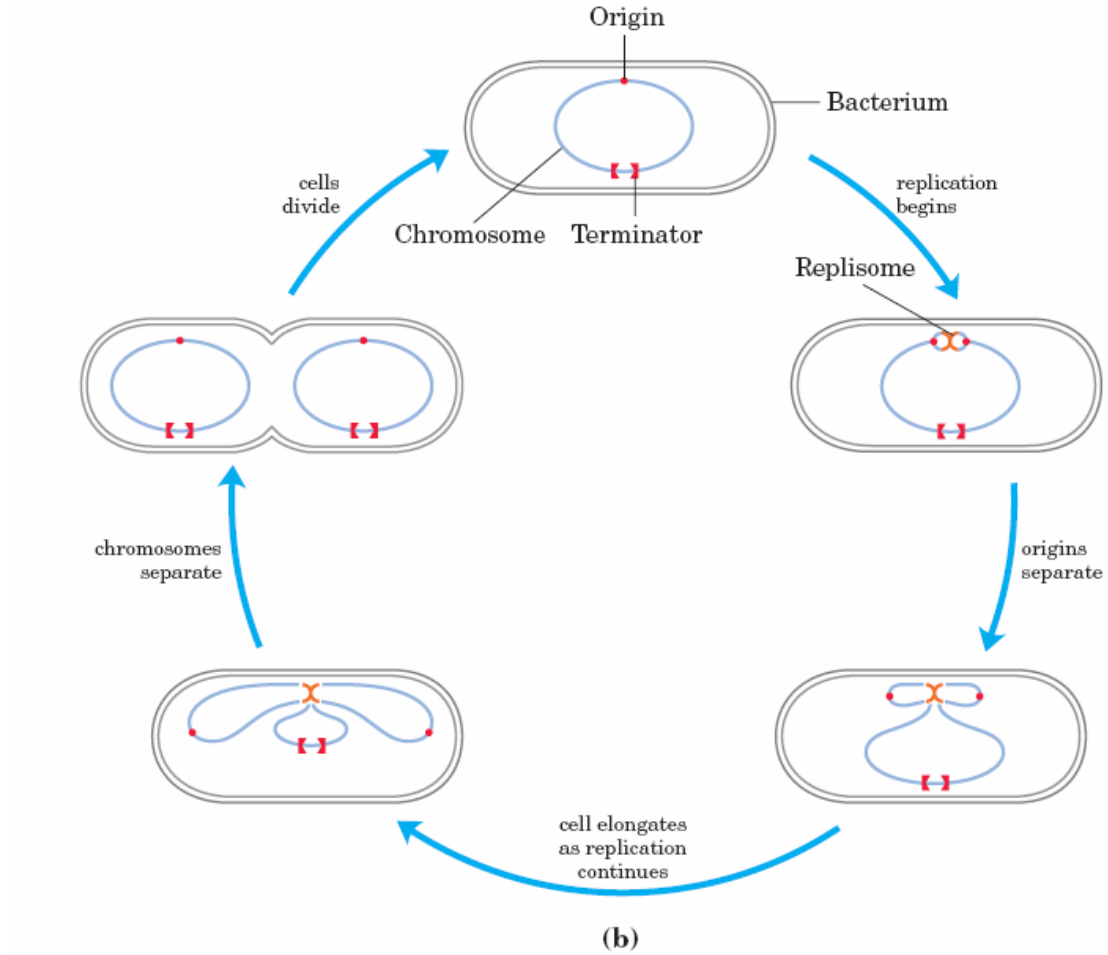 Origin
Bacterium
cells
divide
replication
begins
Chromosome
Terminator
Replisome
chromosomes
separate
origins
separate
cell elongates
as replication
continues
(b)